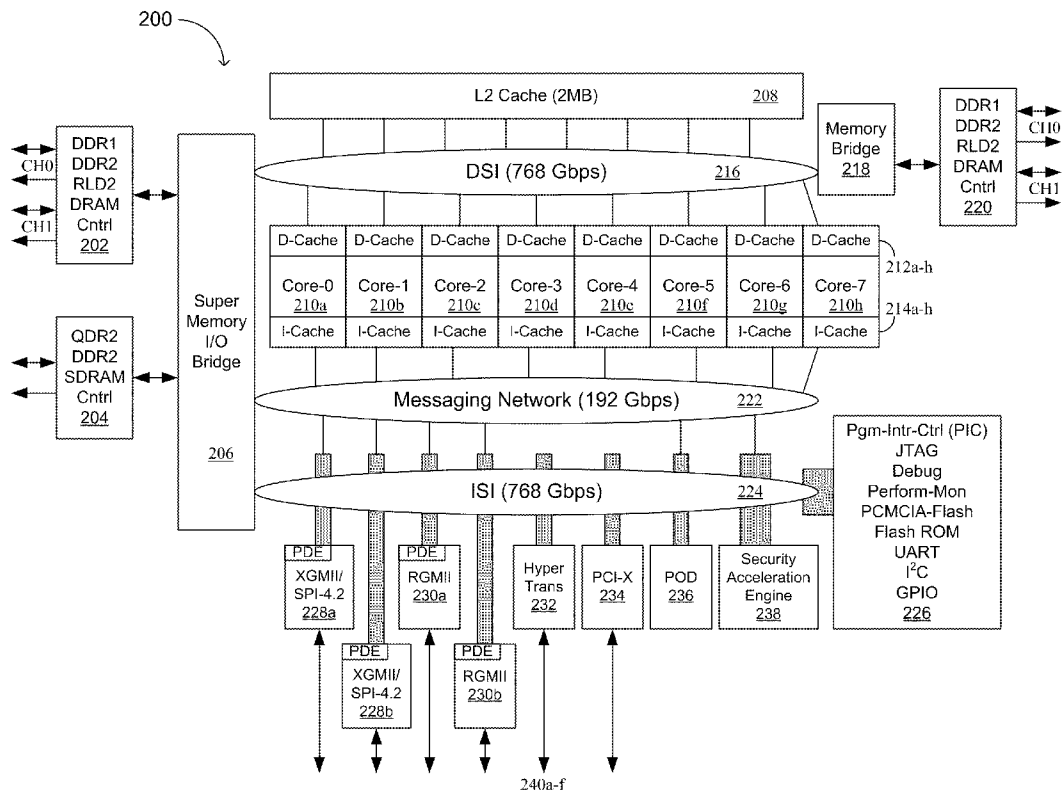 200
L2 Cache (2MB) 208
DDR1
DDR2
RLD2
DRAM
Cntrl
202
CH0
CH1
QDR2
DDR2
SDRAM
Cntrl
204
Super
Memory
I/O
Bridge
206
DSI (768 Gbps) 216
Memory
Bridge
218
DDR1
DDR2
RLD2
DRAM
Cntrl
220
CH0
CH1
D-Cache D-Cache D-Cache D-Cache D-Cache D-Cache D-Cache D-Cache
212a-h
Core-0 Core-1 Core-2 Core-3 Core-4 Core-5 Core-6 Core-7
210a 210b 210c 210d 210e 210f 210g 210h
214a-h
I-Cache I-Cache I-Cache I-Cache I-Cache I-Cache I-Cache I-Cache
Messaging Network (192 Gbps) 222
ISI (768 Gbps) 224
Pgm-Intr-Ctrl (PIC)
JTAG
Debug
Perform-Mon
PCMCIA-Flash
Flash ROM
UART
I²C
GPIO
226
PDE
XGMII/
SPI-4.2
228a
PDE
RGMII
230a
Hyper
Trans
232
PCI-X
234
POD
236
Security
Acceleration
Engine
238
PDE
XGMII/
SPI-4.2
228b
PDE
RGMII
230b
240a-f